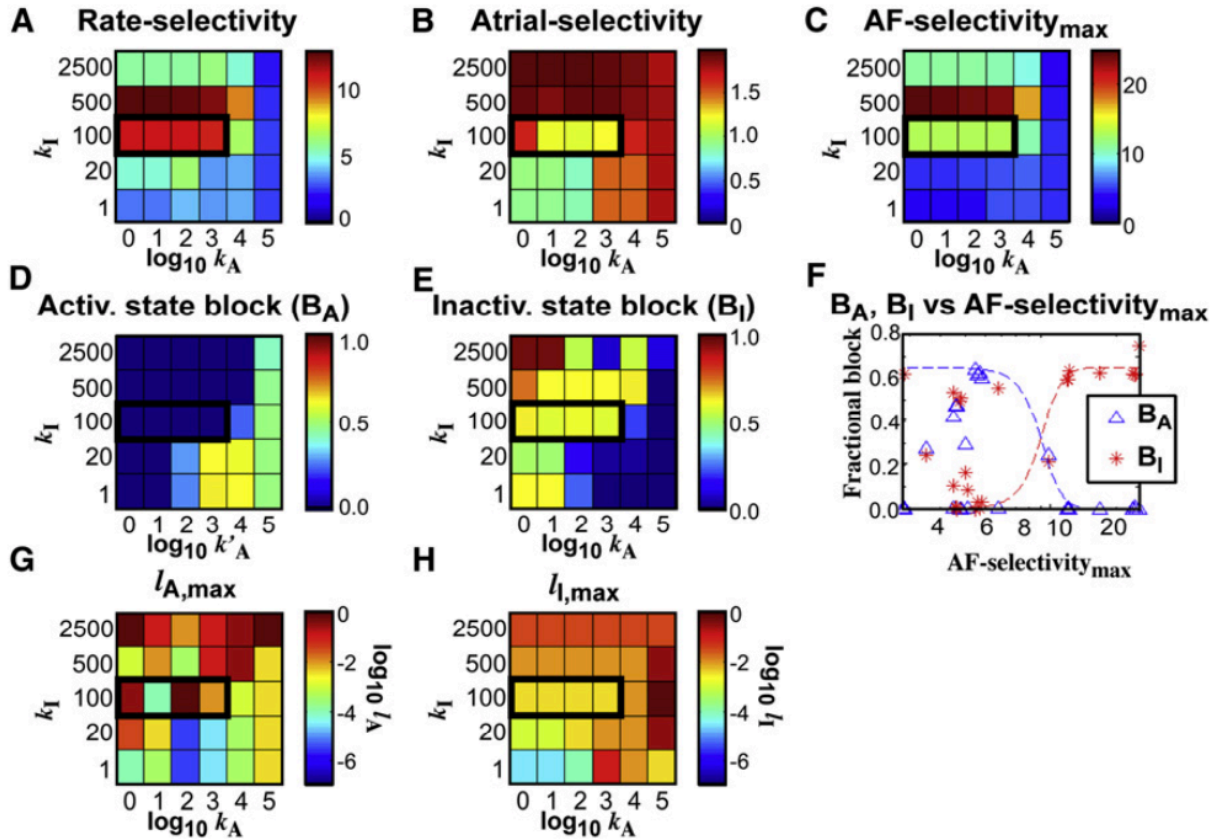 A Rate-selectivity
2500
500
100
20
1
k_I
0 1 2 3 4 5
log10 k_A
10
5
0
B Atrial-selectivity
0 1 2 3 4 5
log10 k_A
1.5
1.0
0.5
0
C AF-selectivity_max
2500
500
100
20
1
k_I
0 1 2 3 4 5
log10 k_A
20
10
0
D Activ. state block (B_A)
2500
500
100
20
1
k_I
0 1 2 3 4 5
log10 k'_A
1.0
0.5
0.0
E Inactiv. state block (B_I)
2500
500
100
20
1
k_I
0 1 2 3 4 5
log10 k_A
1.0
0.5
0.0
F B_A, B_I vs AF-selectivity_max
Fractional block
0.8
0.6
0.4
0.2
0.0
4 6 8 10 20
AF-selectivity_max
B_A
B_I
G l_A,max
2500
500
100
20
1
k_I
0 1 2 3 4 5
log10 k_A
0
-2
-4
-6
log10 l_A
H l_I,max
2500
500
100
20
1
k_I
0 1 2 3 4 5
log10 k_A
0
-2
-4
-6
log10 l_I